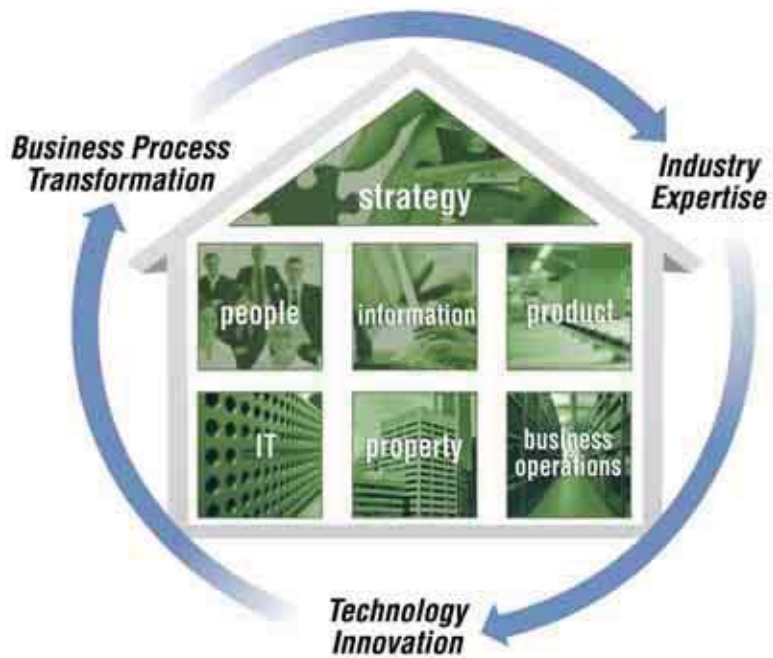 Business Process
Transformation
Industry
Expertise
strategy
people
information
product
IT
property
business
operations
Technology
Innovation